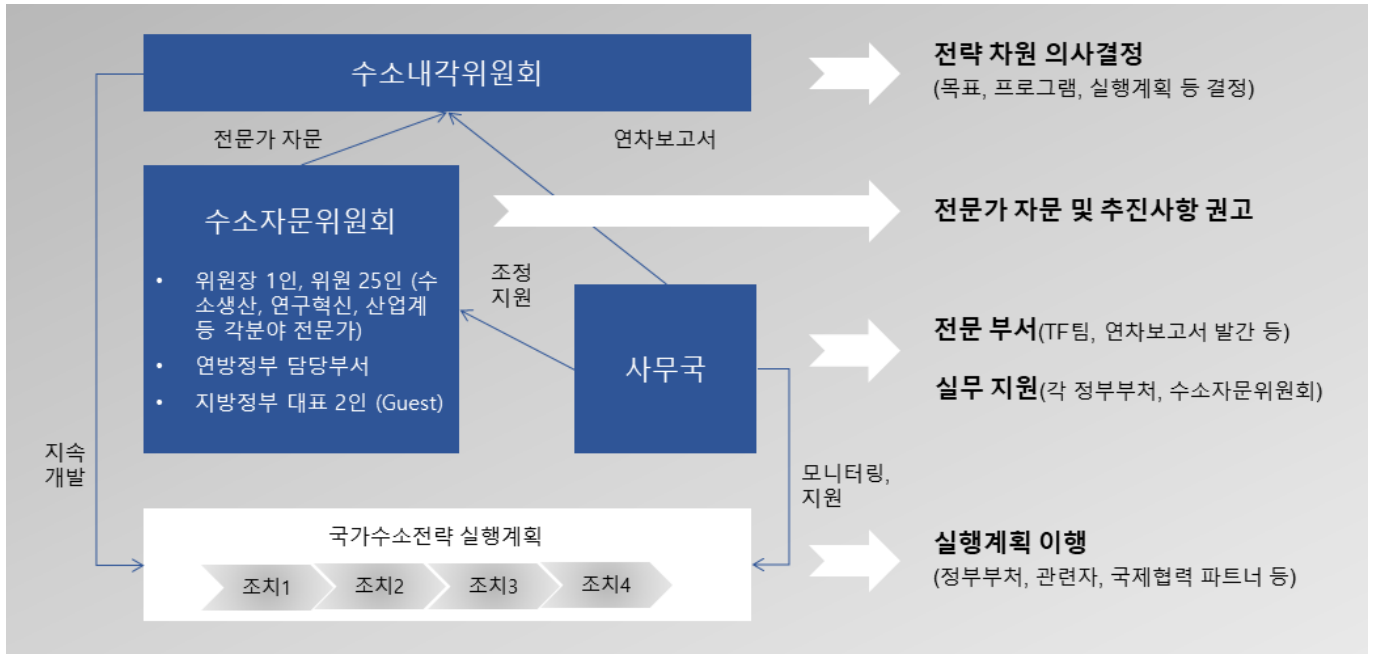 수소내각위원회
전략 차원 의사결정
(목표, 프로그램, 실행계획 등 결정)
전문가 자문
연차보고서
수소자문위원회
• 위원장 1인, 위원 25인 (수
소생산, 연구혁신, 산업계
등 각분야 전문가)
• 연방정부 담당부서
• 지방정부 대표 2인 (Guest)
전문가 자문 및 추진사항 권고
조정
지원
사무국
전문 부서(TF팀, 연차보고서 발간 등)
실무 지원(각 정부부처, 수소자문위원회)
지속
개발
모니터링,
지원
국가수소전략 실행계획
조치1
조치2
조치3
조치4
실행계획 이행
(정부부처, 관련자, 국제협력 파트너 등)